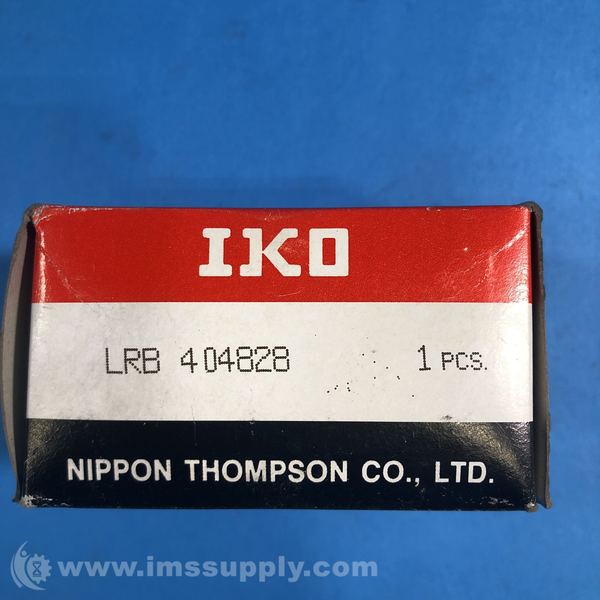 IKO
LRB 404828 1 PCS.
NIPPON THOMPSON CO., LTD.
www.imssupply.com